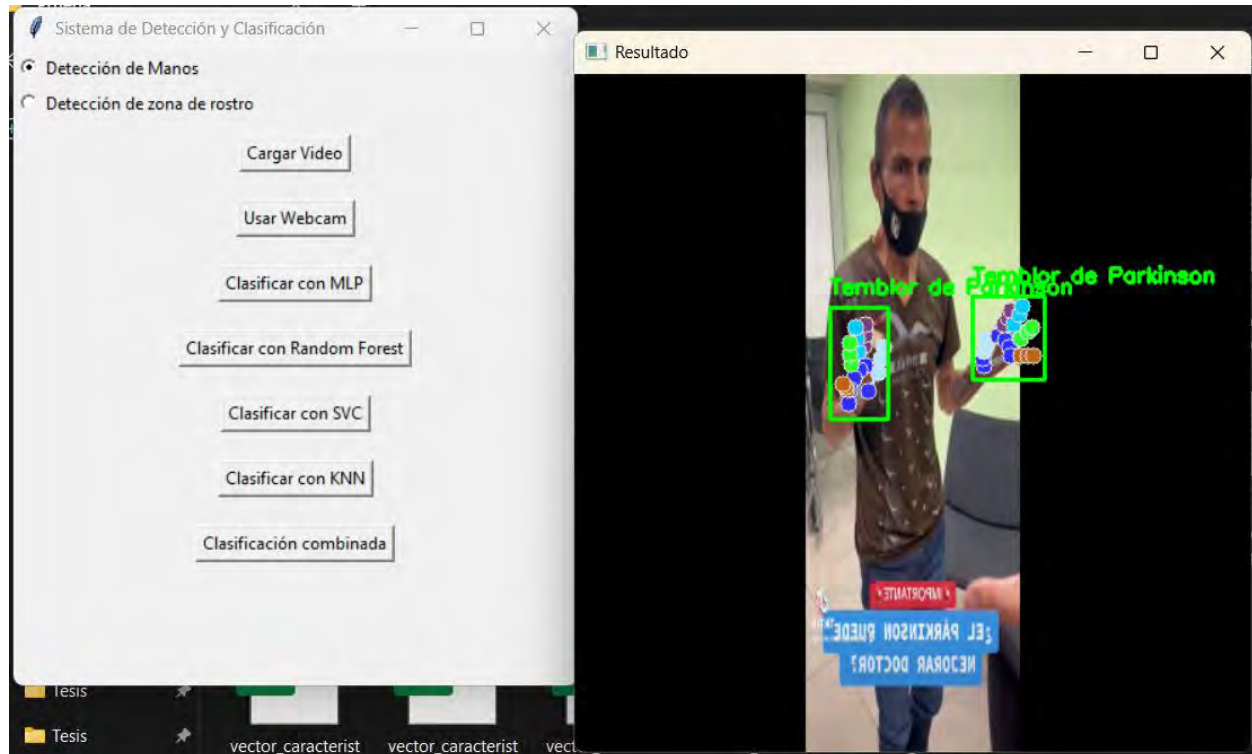 Sistema de Detección y Clasificación
Detección de Manos
Detección de zona de rostro
Cargar Video
Usar Webcam
Clasificar con MLP
Clasificar con Random Forest
Clasificar con SVC
Clasificar con KNN
Clasificación combinada
Tesis
Tesis
vector_caracterist
vector_caracterist
vect
Resultado
Temblor de Parkinson
Temblor de Parkinson
IMPORTANTE
¿EL PÁRKINSON PUEDE
MEJORAR DOCTOR?